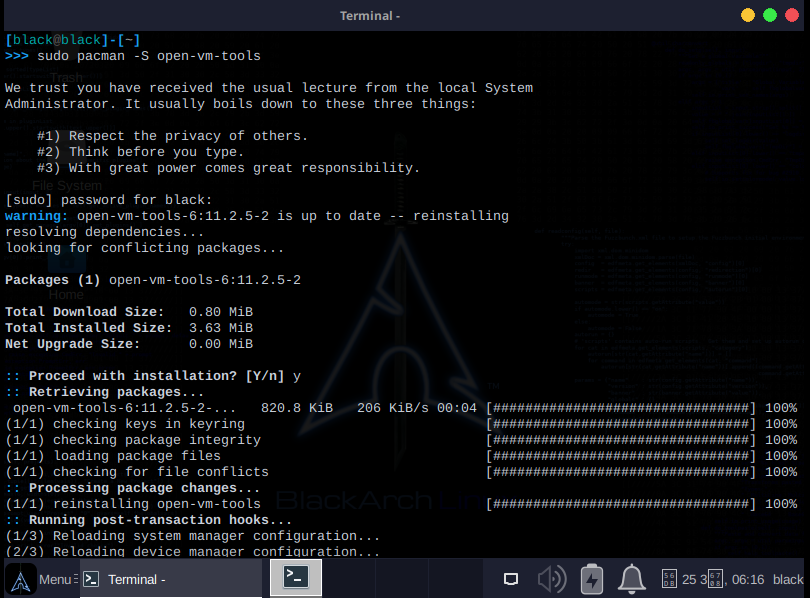 Terminal -
[black@black]-[~]
>>> sudo pacman -S open-vm-tools
Trash
We trust you have received the usual lecture from the local System
Administrator. It usually boils down to these three things:
#1) Respect the privacy of others.
#2) Think before you type.
#3) With great power comes great responsibility.
File System
[sudo] password for black:
warning: open-vm-tools-6:11.2.5-2 is up to date -- reinstalling
resolving dependencies...
looking for conflicting packages...
Packages (1) open-vm-tools-6:11.2.5-2
Home
Total Download Size:   0.80 MiB
Total Installed Size:  3.63 MiB
Net Upgrade Size:      0.00 MiB
:: Proceed with installation? [Y/n] y
:: Retrieving packages...
open-vm-tools-6:11.2.5-2-...   820.8 KiB   206 KiB/s 00:04 [################################] 100%
(1/1) checking keys in keyring [################################] 100%
(1/1) checking package integrity [################################] 100%
(1/1) loading package files [################################] 100%
(1/1) checking for file conflicts [################################] 100%
:: Processing package changes...
BlackArch
(1/1) reinstalling open-vm-tools [################################] 100%
:: Running post-transaction hooks...
(1/3) Reloading system manager configuration...
(2/3) Reloading device manager configuration...
Menu Terminal - 25 3, 06:16 black